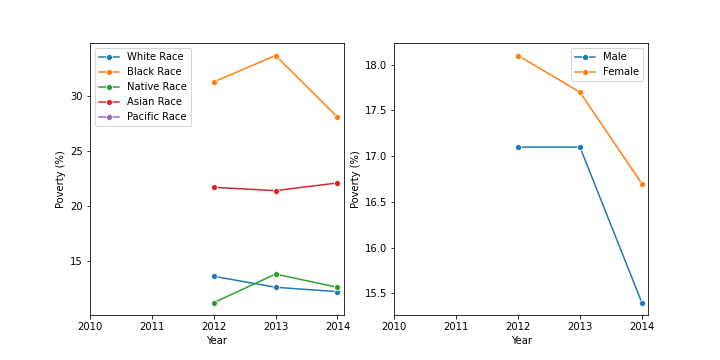 White Race
Black Race
Native Race
Asian Race
Pacific Race
Poverty (%)
30
25
20
15
2010 2011 2012 2013 2014
Year
Male
Female
Poverty (%)
18.0
17.5
17.0
16.5
16.0
15.5
2010 2011 2012 2013 2014
Year